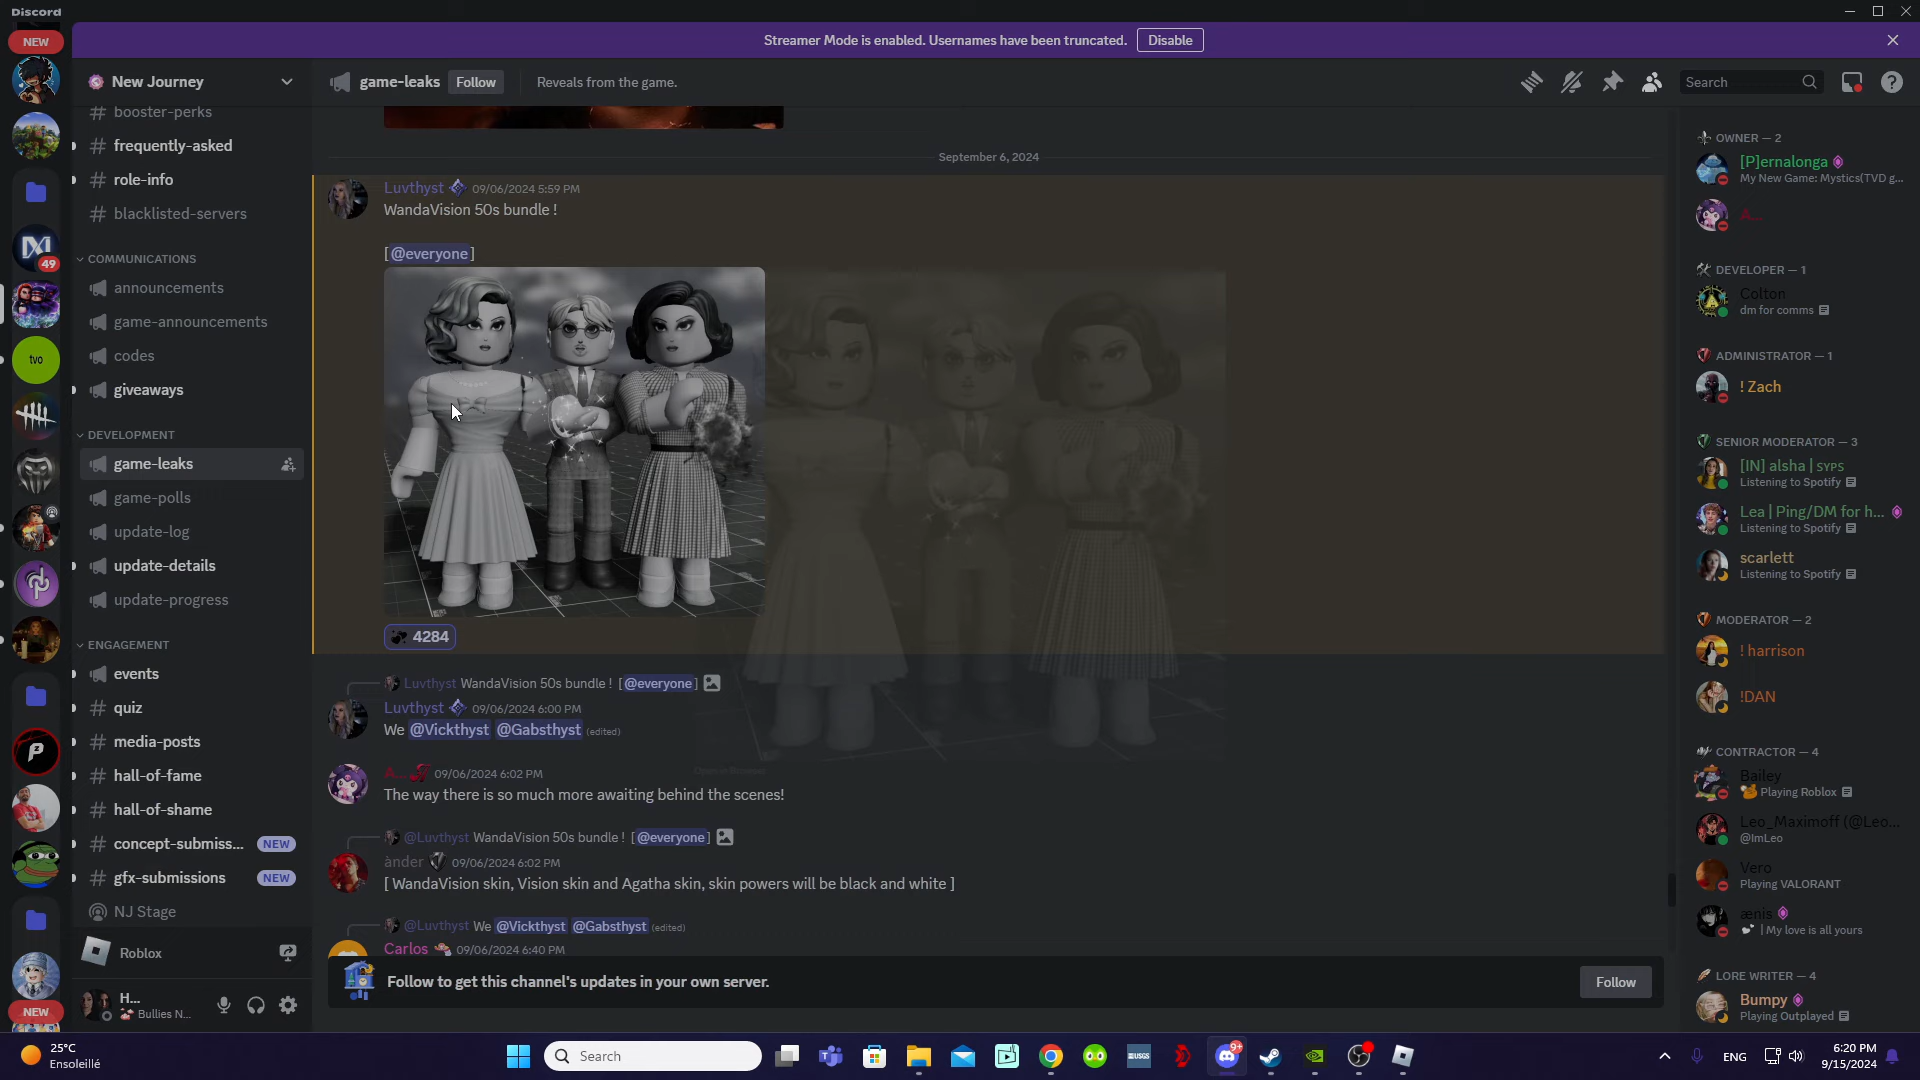 Discord
NEW
Streamer Mode is enabled. Usernames have been truncated.
Disable
New Journey
game-leaks
Follow
Reveals from the game.
Search
booster-perks
frequently-asked
role-info
blacklisted-servers
49
COMMUNICATIONS
announcements
game-announcements
codes
giveaways
tvo
DEVELOPMENT
game-leaks
game-polls
update-log
update-details
update-progress
ENGAGEMENT
events
quiz
media-posts
hall-of-fame
hall-of-shame
concept-submiss... NEW
gfx-submissions NEW
NJ Stage
Roblox
H...
Bullies N...
NEW
September 6, 2024
Luvthyst 09/06/2024 5:59 PM
WandaVision 50s bundle !
[@everyone]
4284
Luvthyst WandaVision 50s bundle ! [@everyone]
Luvthyst 09/06/2024 6:00 PM
We @Vickthyst @Gabsthyst (edited)
A... 09/06/2024 6:02 PM
The way there is so much more awaiting behind the scenes!
@Luvthyst WandaVision 50s bundle ! [@everyone]
ànder 09/06/2024 6:02 PM
[ WandaVision skin, Vision skin and Agatha skin, skin powers will be black and white ]
@Luvthyst We @Vickthyst @Gabsthyst (edited)
Carlos 09/06/2024 6:40 PM
Follow to get this channel's updates in your own server.
Follow
OWNER — 2
[P]ernalonga
My New Game: Mystics(TVD g...
A...
DEVELOPER — 1
Colton
dm for comms
ADMINISTRATOR — 1
! Zach
SENIOR MODERATOR — 3
[IN] alsha | SYPS
Listening to Spotify
Lea | Ping/DM for h...
Listening to Spotify
scarlett
Listening to Spotify
MODERATOR — 2
! harrison
!DAN
CONTRACTOR — 4
Bailey
Playing Roblox
Leo_Maximoff (@Leo...
@ImLeo
Vero
Playing VALORANT
ænis
| My love is all yours
LORE WRITER — 4
Bumpy
Playing Outplayed
25°C
Ensoleillé
Search
USGS
9+
ENG
6:20 PM
9/15/2024